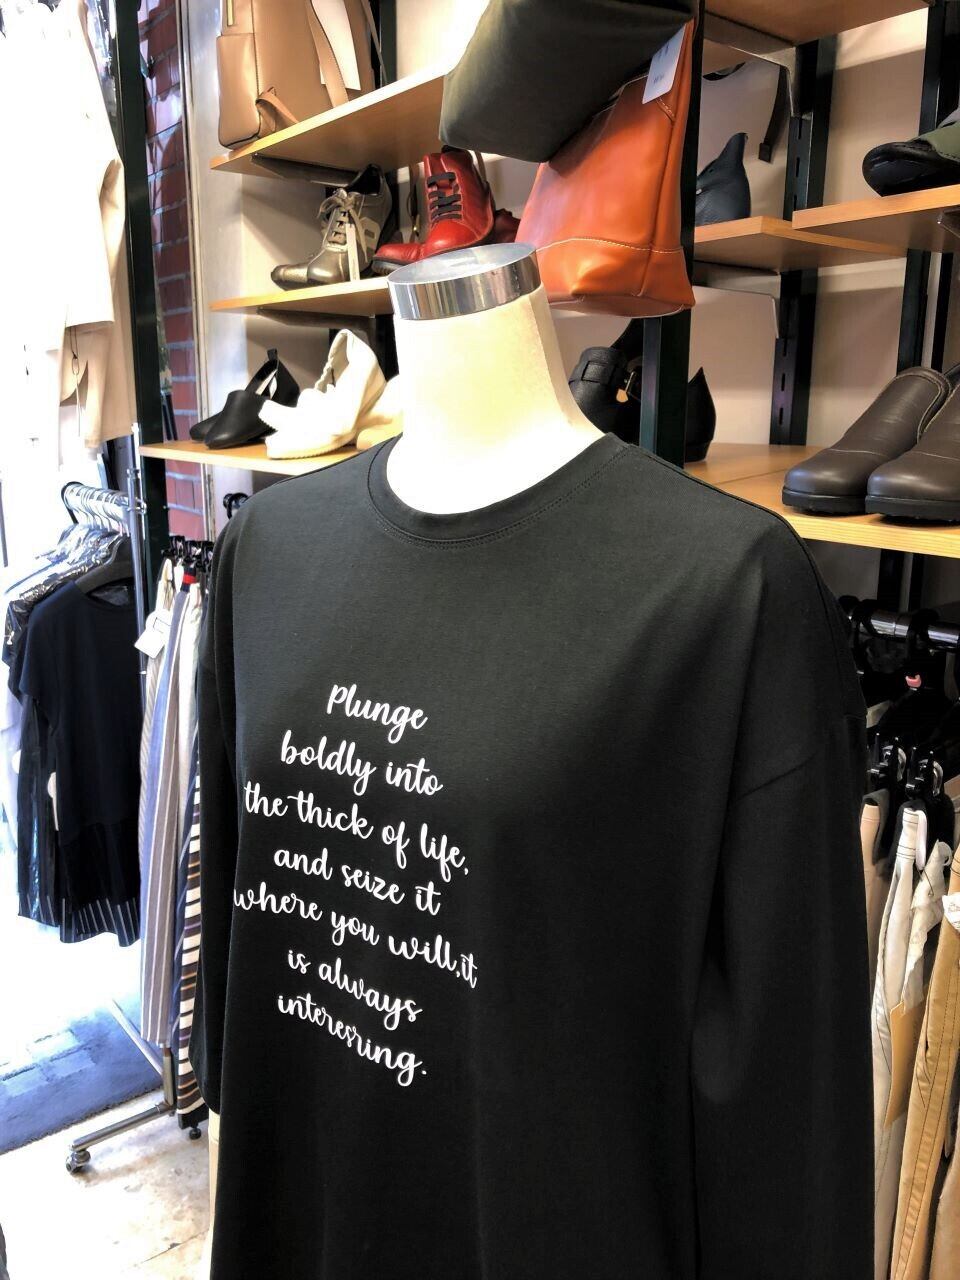 Plunge
boldly into
the thick of life,
and seize it
where you will,it
is always
interesring.